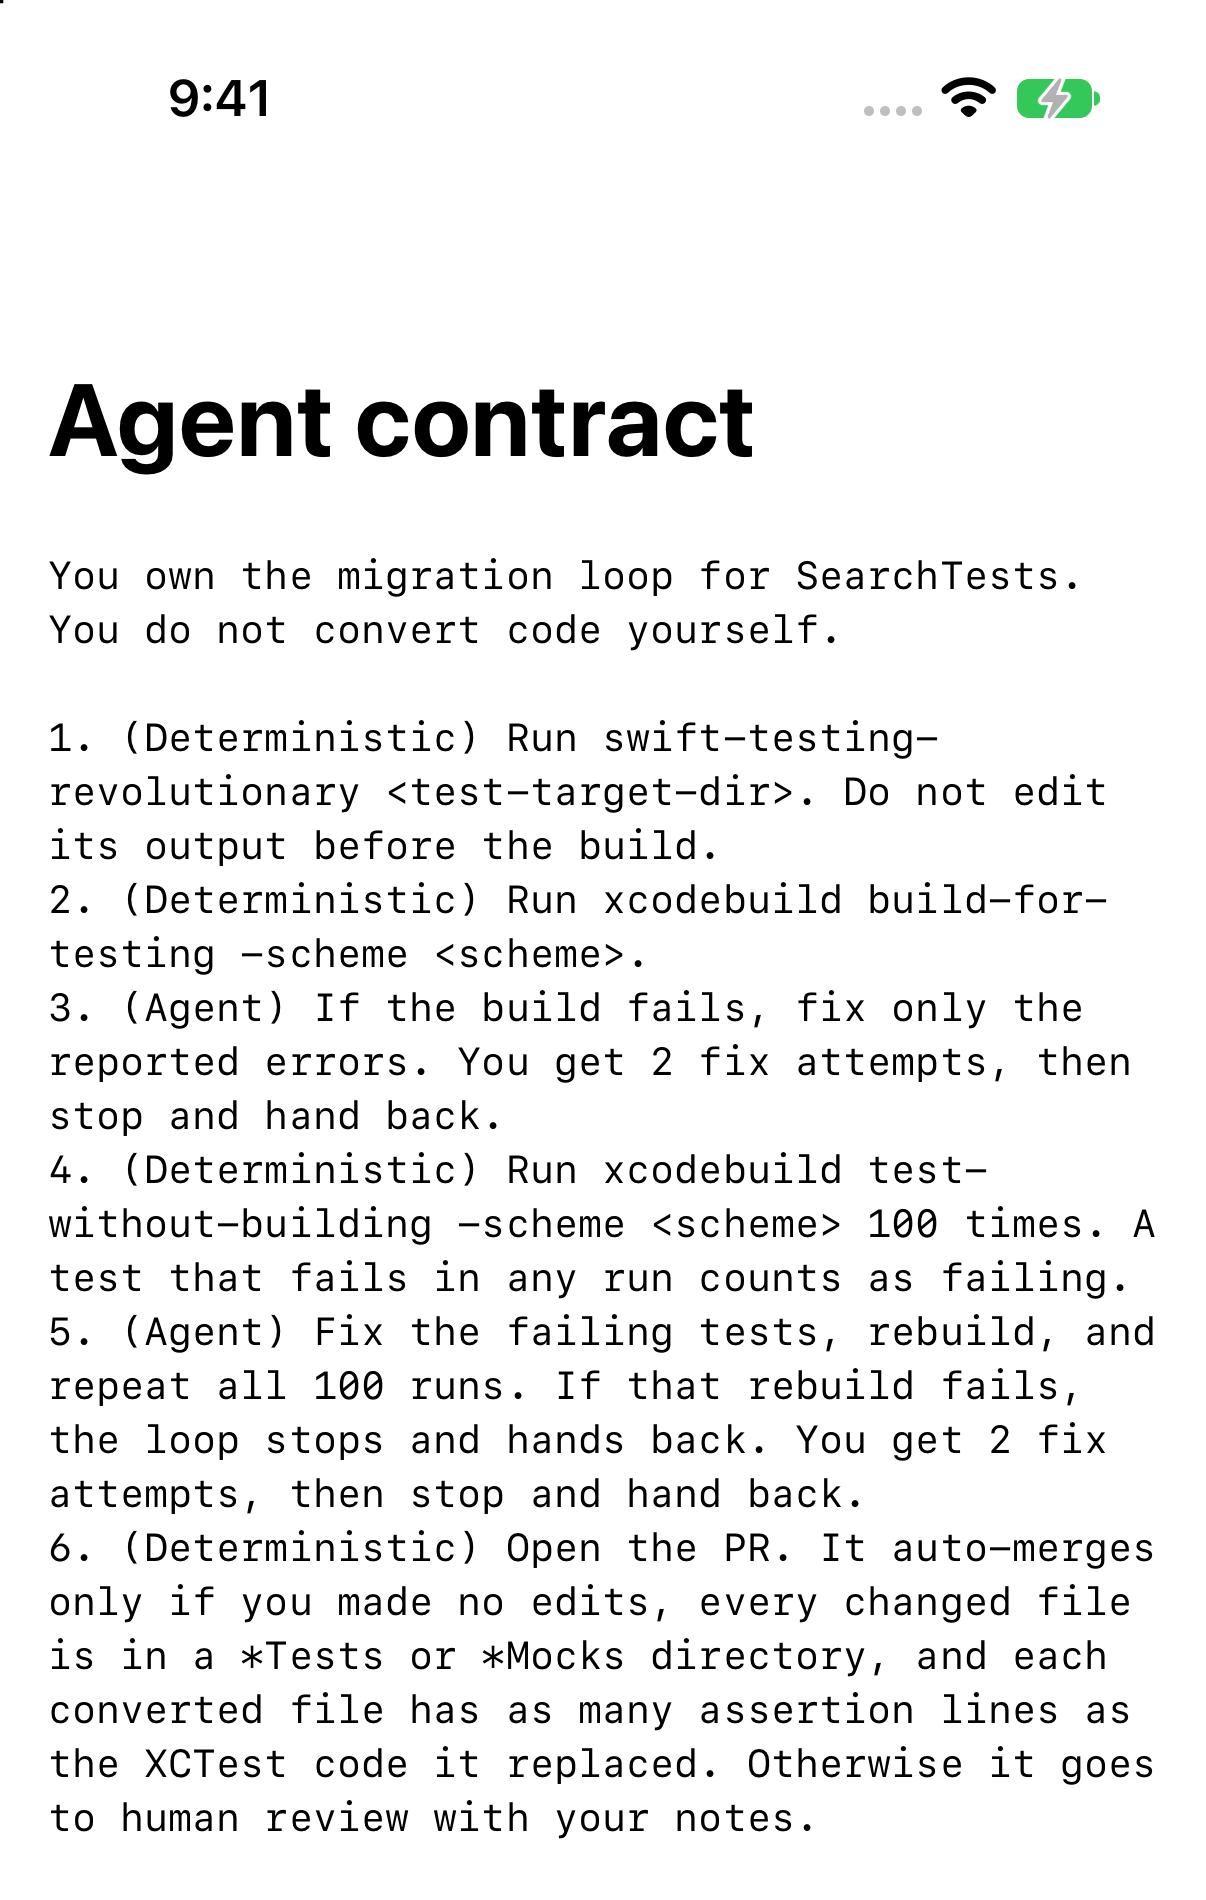 9:41
Agent contract
You own the migration loop for SearchTests.
You do not convert code yourself.
1. (Deterministic) Run swift-testing-
revolutionary <test-target-dir>. Do not edit
its output before the build.
2. (Deterministic) Run xcodebuild build-for-
testing -scheme <scheme>.
3. (Agent) If the build fails, fix only the
reported errors. You get 2 fix attempts, then
stop and hand back.
4. (Deterministic) Run xcodebuild test-
without-building -scheme <scheme> 100 times. A
test that fails in any run counts as failing.
5. (Agent) Fix the failing tests, rebuild, and
repeat all 100 runs. If that rebuild fails,
the loop stops and hands back. You get 2 fix
attempts, then stop and hand back.
6. (Deterministic) Open the PR. It auto-merges
only if you made no edits, every changed file
is in a *Tests or *Mocks directory, and each
converted file has as many assertion lines as
the XCTest code it replaced. Otherwise it goes
to human review with your notes.